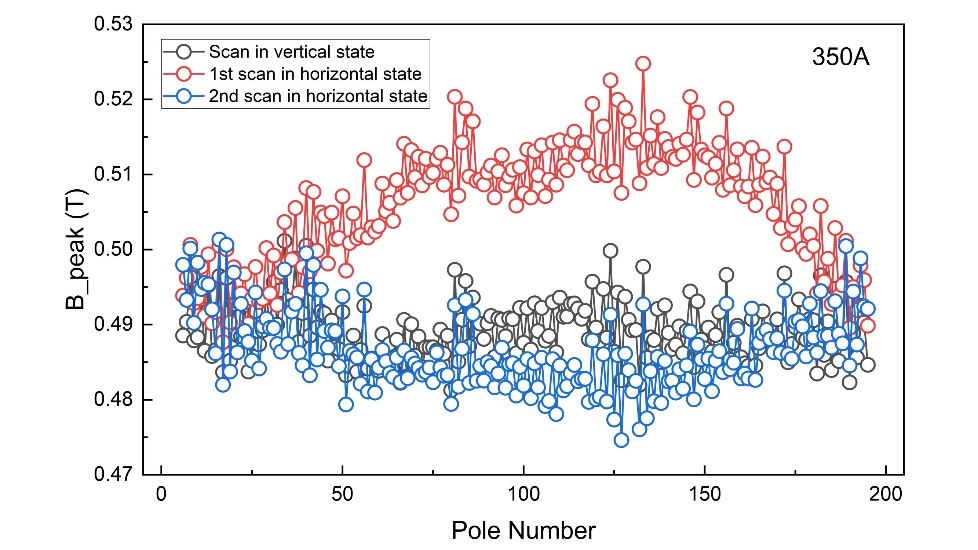 0.53
0.52
0.51
0.50
0.49
0.48
0.47
B_peak (T)
Scan in vertical state
1st scan in horizontal state
2nd scan in horizontal state
350A
0 50 100 150 200
Pole Number